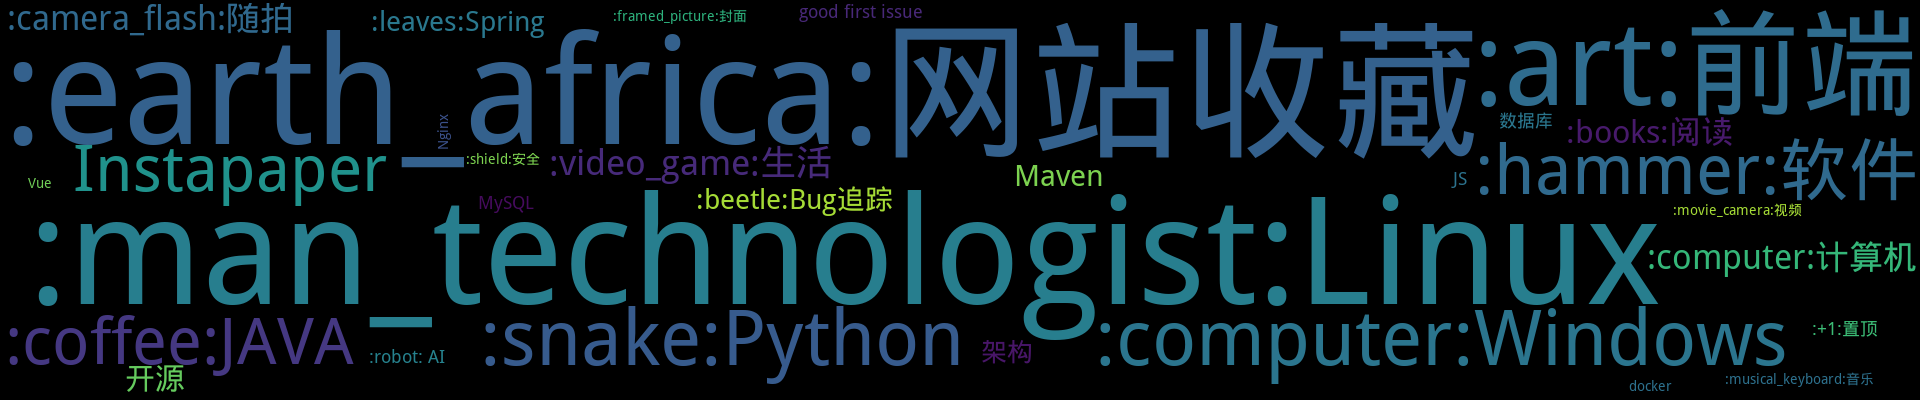 :camera_flash:随拍
:leaves:Spring
:framed_picture:封面
good first issue
:earth_africa:网站收藏
:art:前端
Nginx
数据库
:books:阅读
Vue
Instapaper
:shield:安全
:video_game:生活
Maven
JS
:hammer:软件
MySQL
:beetle:Bug追踪
:movie_camera:视频
:man_technologist:Linux
:computer:计算机
:coffee:JAVA
:robot: AI
:snake:Python
架构
:computer:Windows
:+1:置顶
开源
docker
:musical_keyboard:音乐